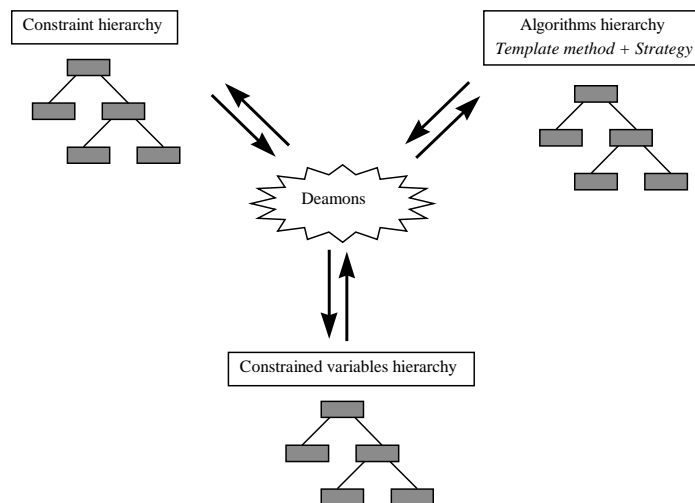 Constraint hierarchy
Algorithms hierarchy
Template method + Strategy
Deamons
Constrained variables hierarchy